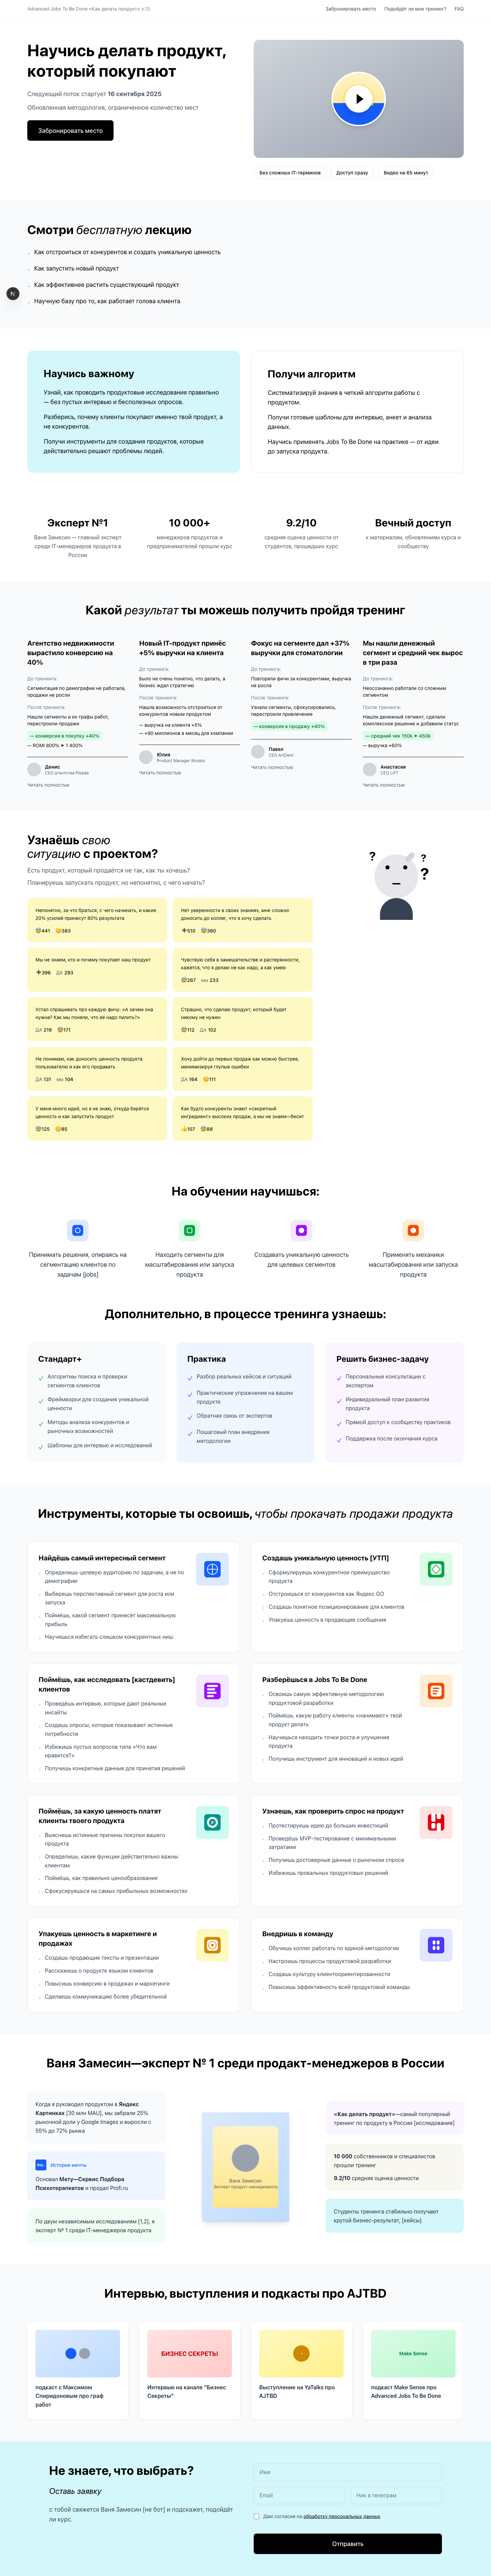 Advanced Jobs To Be Done «Как делать продукт» v.13
Забронировать место
Подойдёт ли мне тренинг?
FAQ
Научись делать продукт,
который покупают
Следующий поток стартует 16 сентября 2025
Обновленная методология, ограниченное количество мест
Забронировать место
Без сложных IT-терминов
Доступ сразу
Видео на 65 минут
Смотри бесплатную лекцию
Как отстроиться от конкурентов и создать уникальную ценность
Как запустить новый продукт
Как эффективнее растить существующий продукт
Научную базу про то, как работает голова клиента
Научись важному
Узнай, как проводить продуктовые исследования правильно
— без пустых интервью и бесполезных опросов.
Разберись, почему клиенты покупают именно твой продукт, а
не конкурентов.
Получи инструменты для создания продуктов, которые
действительно решают проблемы людей.
Получи алгоритм
Систематизируй знания в четкий алгоритм работы с
продуктом.
Получи готовые шаблоны для интервью, анкет и анализа
данных.
Научись применять Jobs To Be Done на практике — от идеи
до запуска продукта.
Эксперт №1
Ваня Замесин — главный эксперт
среди IT-менеджеров продукта в
России
10 000+
менеджеров продуктов и
предпринимателей прошли курс
9.2/10
средняя оценка ценности от
студентов, прошедших курс
Вечный доступ
к материалам, обновлениям курса и
сообществу
Какой результат ты можешь получить пройдя тренинг
Агентство недвижимости
вырастило конверсию на
40%
До тренинга:
Сегментация по демографии не работала,
продажи не росли
После тренинга:
Нашли сегменты и их графы работ,
перестроили продажи
— конверсия в покупку +40%
— ROMI 800% ➤ 1 400%
Денис
CEO агентства Pleada
Читать полностью
Новый IT-продукт принёс
+5% выручки на клиента
До тренинга:
Было не очень понятно, что делать, а
бизнес ждал стратегию
После тренинга:
Нашла возможность отстроиться от
конкурентов новым продуктом
— выручка на клиента +5%
— +90 миллионов в месяц для компании
Юлия
Читать полностью
Фокус на сегменте дал +37%
выручки для стоматологии
До тренинга:
Повторяли фичи за конкурентами, выручка
не росла
После тренинга:
Узнали сегменты, сфокусировались,
перестроили привлечение
— конверсия в продажу +40%
Павел
CEO ArtDent
Читать полностью
Мы нашли денежный
сегмент и средний чек вырос
в три раза
До тренинга:
Неосознанно работали со сложным
сегментом
После тренинга:
Нашли денежный сегмент, сделали
комплексное решение и добавили статус
— средний чек 150k ➤ 450k
— выручка +60%
Анастасия
CEO LIFT
Читать полностью
Узнаёшь свою
ситуацию с проектом?
Есть продукт, который продаётся не так, как ты хочешь?
Планируешь запускать продукт, но непонятно, с чего начать?
? ? ?
Непонятно, за что браться, с чего начинать, и какие
20% усилий принесут 80% результата
441 383
Нет уверенности в своих знаниях, мне сложно
доносить до коллег, что я хочу сделать
➕510 360
Мы не знаем, кто и почему покупает наш продукт
➕396 ДА 293
Чувствую себя в замешательстве и растерянности,
кажется, что я делаю не как надо, а как умею
267 мы 233
Устал спрашивать про каждую фичу: «А зачем она
нужна? Как мы поняли, что её надо пилить?»
ДА 219 171
Страшно, что сделаю продукт, который будет
никому не нужен
112 ДА 102
Не понимаю, как доносить ценность продукта
пользователю и как его продавать
ДА 131 мы 104
Хочу дойти до первых продаж как можно быстрее,
минимизируя глупые ошибки
ДА 164 111
У меня много идей, но я не знаю, откуда берётся
ценность и как запустить продукт
125 85
Как будто конкуренты знают «секретный
ингредиент» высоких продаж, а мы не знаем—бесит
107 88
На обучении научишься:
Принимать решения, опираясь на
сегментацию клиентов по
задачам [jobs]
Находить сегменты для
масштабирования или запуска
продукта
Создавать уникальную ценность
для целевых сегментов
Применять механики
масштабирования или запуска
продукта
Дополнительно, в процессе тренинга узнаешь:
Стандарт+
Алгоритмы поиска и проверки
сегментов клиентов
Фреймворки для создания уникальной
ценности
Методы анализа конкурентов и
рыночных возможностей
Шаблоны для интервью и исследований
Практика
Разбор реальных кейсов и ситуаций
Практические упражнения на вашем
продукте
Обратная связь от экспертов
Пошаговый план внедрения
методологии
Решить бизнес-задачу
Персональные консультации с
экспертом
Индивидуальный план развития
продукта
Прямой доступ к сообществу практиков
Поддержка после окончания курса
Инструменты, которые ты освоишь, чтобы прокачать продажи продукта
Найдёшь самый интересный сегмент
Определишь целевую аудиторию по задачам, а не по
демографии
Выберешь перспективный сегмент для роста или
запуска
Поймёшь, какой сегмент принесёт максимальную
прибыль
Научишься избегать слишком конкурентных ниш
Создашь уникальную ценность [УТП]
Сформулируешь конкурентное преимущество
продукта
Отстроишься от конкурентов как Яндекс GO
Создашь понятное позиционирование для клиентов
Упакуешь ценность в продающие сообщения
Поймёшь, как исследовать [кастдевить]
клиентов
Проведёшь интервью, которые дают реальные
инсайты
Создашь опросы, которые показывают истинные
потребности
Избежишь пустых вопросов типа «Что вам
нравится?»
Получишь конкретные данные для принятия решений
Разберёшься в Jobs To Be Done
Освоишь самую эффективную методологию
продуктовой разработки
Поймёшь, какую работу клиенты «нанимают» твой
продукт делать
Научишься находить точки роста и улучшения
продукта
Получишь инструмент для инноваций и новых идей
Поймёшь, за какую ценность платят
клиенты твоего продукта
Выяснишь истинные причины покупки вашего
продукта
Определишь, какие функции действительно важны
клиентам
Поймёшь, как правильно ценообразование
Сфокусируешься на самых прибыльных возможностях
Узнаешь, как проверить спрос на продукт
Протестируешь идею до больших инвестиций
Проведёшь MVP-тестирование с минимальными
затратами
Получишь достоверные данные о рыночном спросе
Избежишь провальных продуктовых решений
Упакуешь ценность в маркетинге и
продажах
Создашь продающие тексты и презентации
Расскажешь о продукте языком клиентов
Повысишь конверсию в продажах и маркетинге
Сделаешь коммуникацию более убедительной
Внедришь в команду
Обучишь коллег работать по единой методологии
Настроишь процессы продуктовой разработки
Создашь культуру клиентоориентированности
Повысишь эффективность всей продуктовой команды
Ваня Замесин—эксперт № 1 среди продакт-менеджеров в России
Когда я руководил продуктом в Яндекс
Картинках [30 млн MAU], мы забрали 25%
рыночной доли у Google Images и выросли с
55% до 72% рынка
Inc.
История мечты
Основал Мету—Сервис Подбора
Психотерапевтов и продал Profi.ru
По двум независимым исследованиям [1,2], я
эксперт № 1 среди IT-менеджеров продукта
Ваня Замесин
Эксперт продукт-менеджмента
«Как делать продукт»—самый популярный
тренинг по продукту в России [исследование]
10 000 собственников и специалистов
прошли тренинг
9.2/10 средняя оценка ценности
Студенты тренинга стабильно получают
крутой бизнес-результат, [кейсы]
Интервью, выступления и подкасты про AJTBD
подкаст с Максимом
Спиридоновым про граф
работ
БИЗНЕС СЕКРЕТЫ
Интервью на канале "Бизнес
Секреты"
Выступление на YaTalks про
AJTBD
Make Sense
подкаст Make Sense про
Advanced Jobs To Be Done
Не знаете, что выбрать?
Оставь заявку
с тобой свяжется Ваня Замесин [не бот] и подскажет, подойдёт
ли курс.
Имя
Email
Ник в телеграм
Даю согласие на обработку персональных данных
Отправить